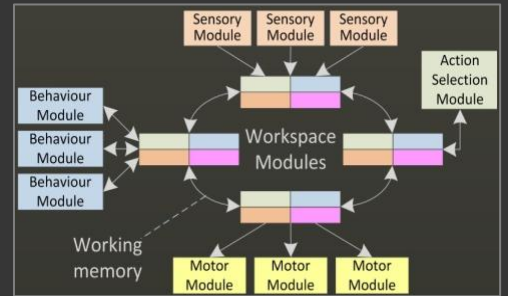 Sensory
Module
Sensory
Module
Sensory
Module
Action
Selection
Module
Behaviour
Module
Behaviour
Module
Behaviour
Module
Workspace
Modules
Working
memory
Motor
Module
Motor
Module
Motor
Module